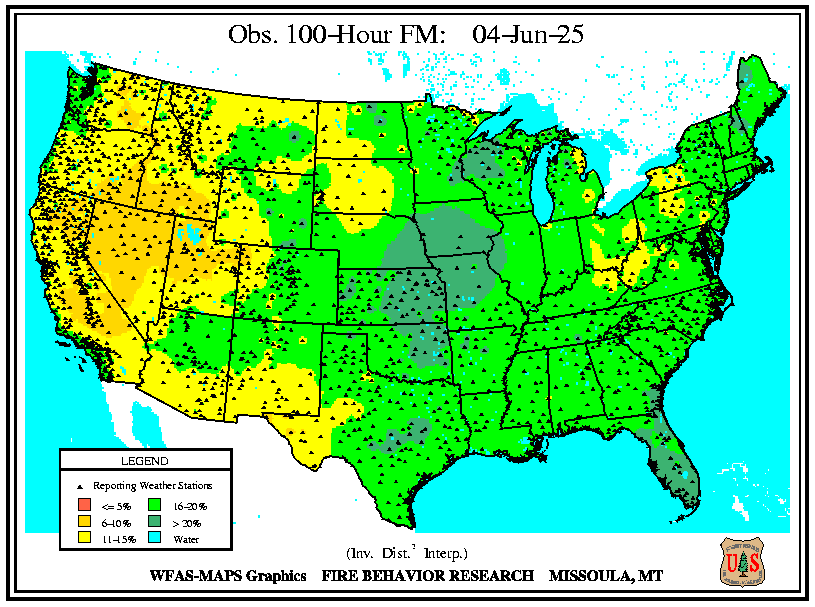 Obs. 100-Hour FM: 04-Jun-25
LEGEND
Reporting Weather Stations
<= 5% 16-20%
6-10% > 20%
11-15% Water
(Inv. Dist.² Interp.)
WFAS-MAPS Graphics FIRE BEHAVIOR RESEARCH MISSOULA, MT
U S